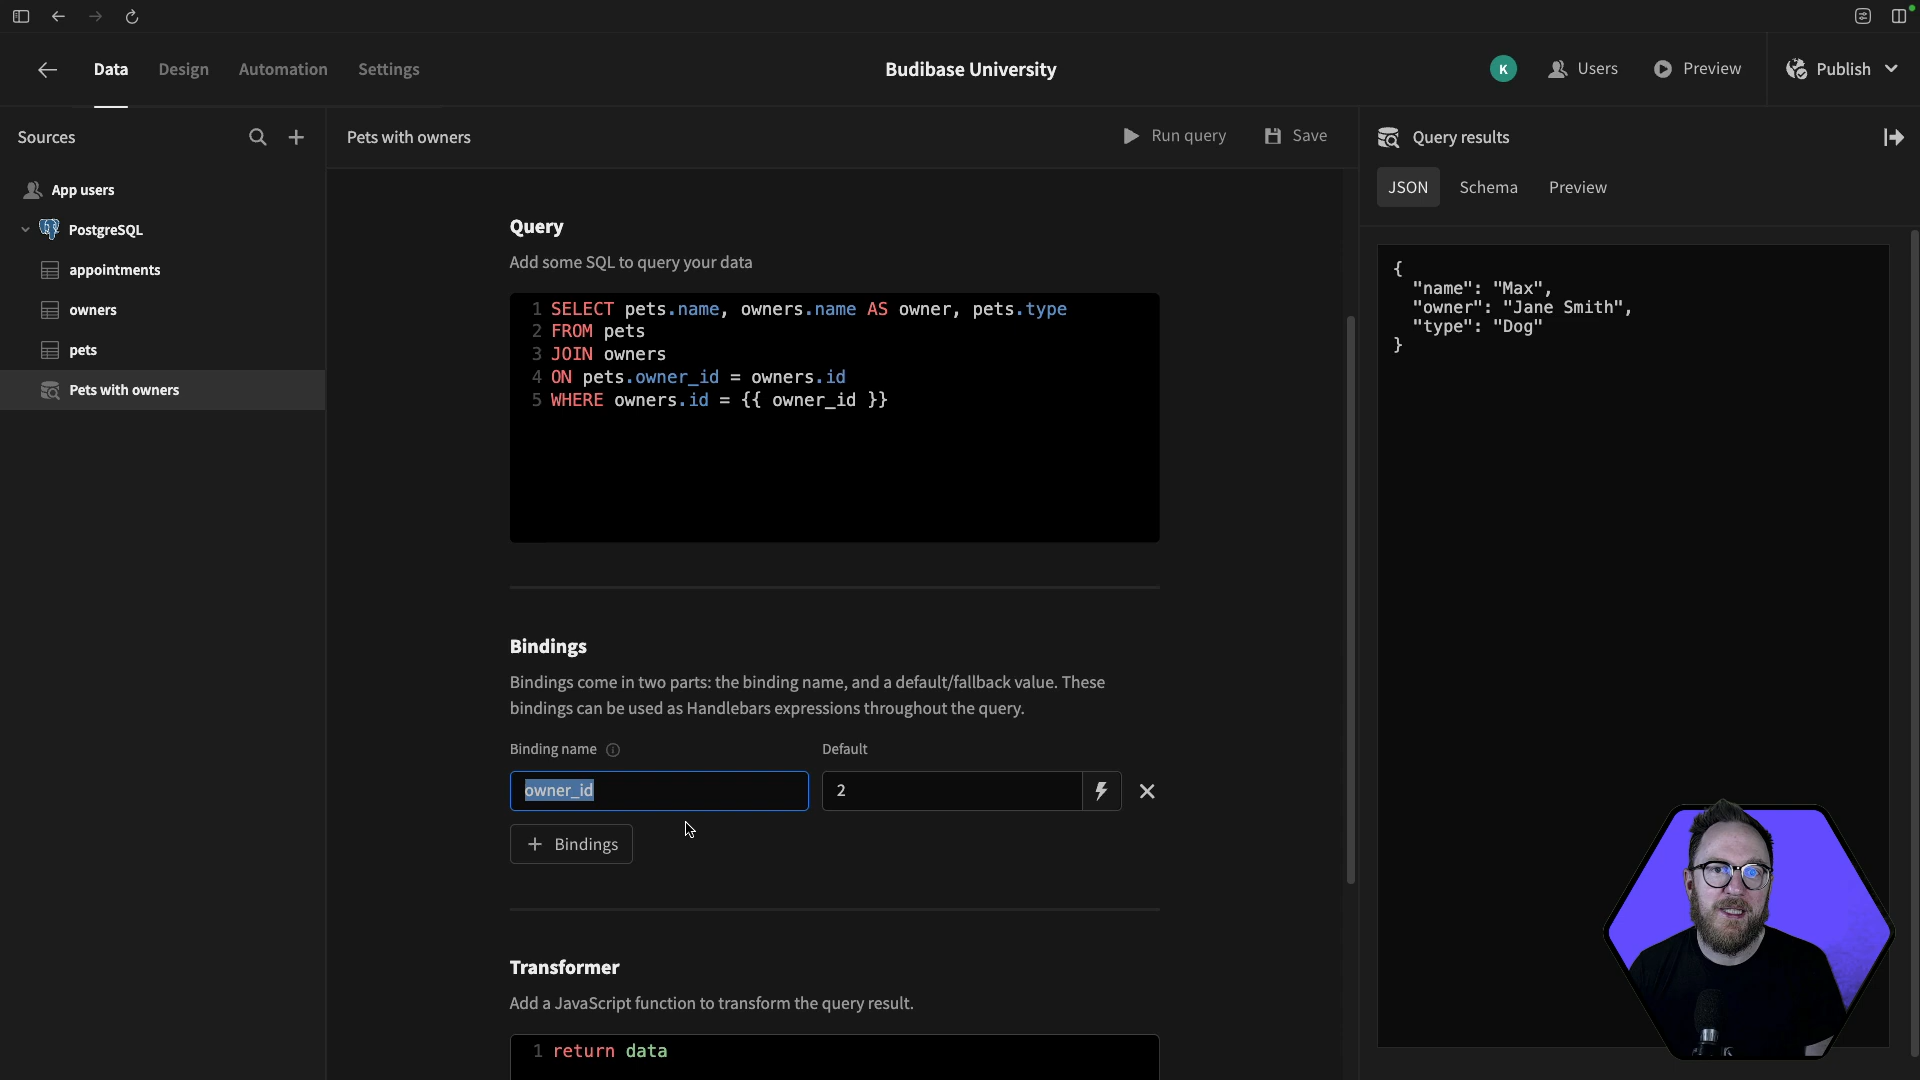 Data
Design
Automation
Settings
Budibase University
K
Users
Preview
Publish
Sources
App users
PostgreSQL
appointments
owners
pets
Pets with owners
Pets with owners
Run query
Save
Query
Add some SQL to query your data
1 SELECT pets.name, owners.name AS owner, pets.type
2 FROM pets
3 JOIN owners
4 ON pets.owner_id = owners.id
5 WHERE owners.id = {{ owner_id }}
Bindings
Bindings come in two parts: the binding name, and a default/fallback value. These
bindings can be used as Handlebars expressions throughout the query.
Binding name
Default
owner_id
2
Bindings
Transformer
Add a JavaScript function to transform the query result.
1 return data
Query results
JSON
Schema
Preview
{
"name": "Max",
"owner": "Jane Smith",
"type": "Dog"
}